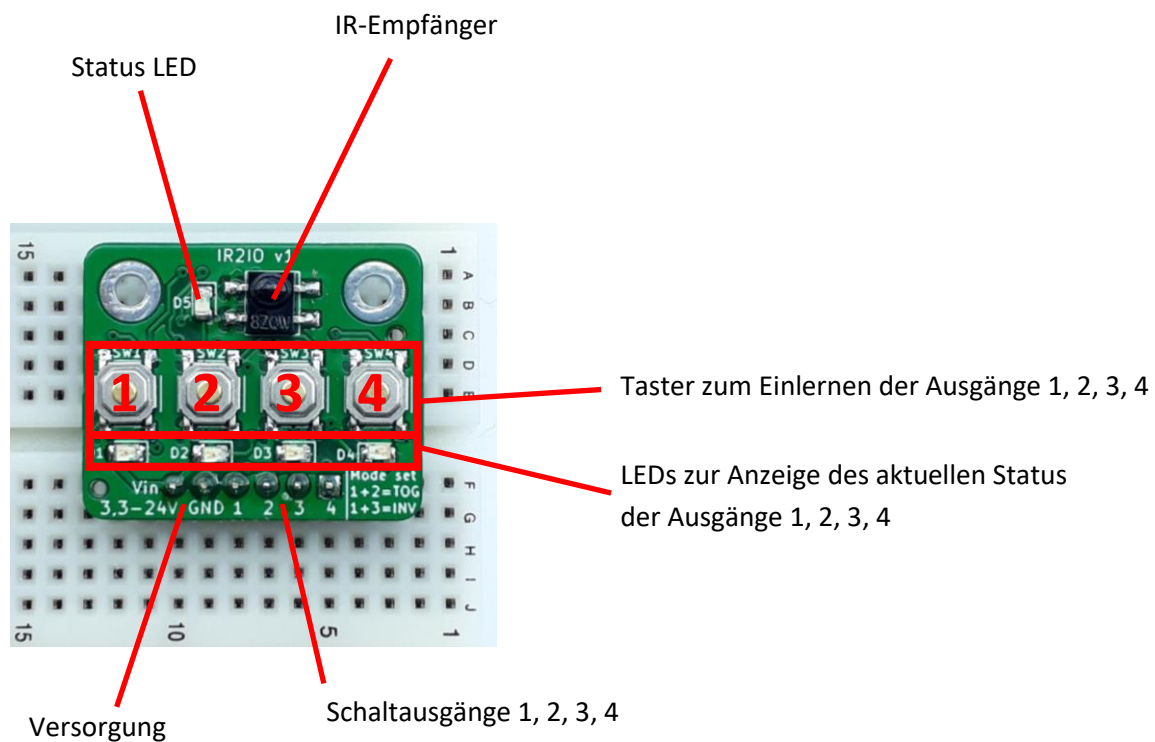 IR-Empfänger
Status LED
15
1
IR2IO v1
A
B
C
D
E
D5
8ZQW
SW1 SW2 SW3 SW4
1 2 3 4
Taster zum Einlernen der Ausgänge 1, 2, 3, 4
D1 D2 D3 D4
LEDs zur Anzeige des aktuellen Status
der Ausgänge 1, 2, 3, 4
Vin
3,3-24V GND 1 2 3 4
Mode set
1+2=TOG
1+3=INV
F
G
H
I
J
15
10
5
1
Schaltausgänge 1, 2, 3, 4
Versorgung